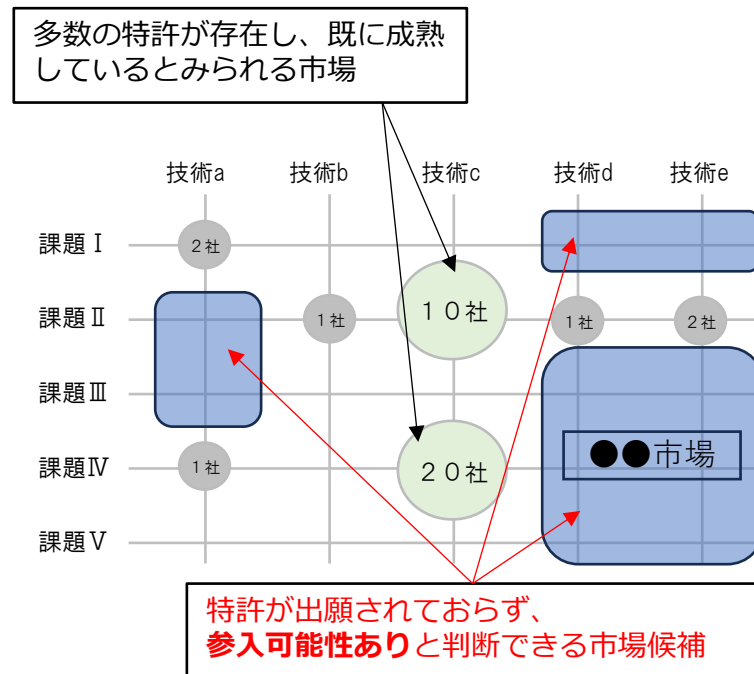 多数の特許が存在し、既に成熟
しているとみられる市場
技術a
技術b
技術c
技術d
技術e
課題Ⅰ
2社
課題Ⅱ
1社
10社
1社
2社
課題Ⅲ
課題Ⅳ
1社
20社
●●市場
課題Ⅴ
特許が出願されておらず、
参入可能性ありと判断できる市場候補